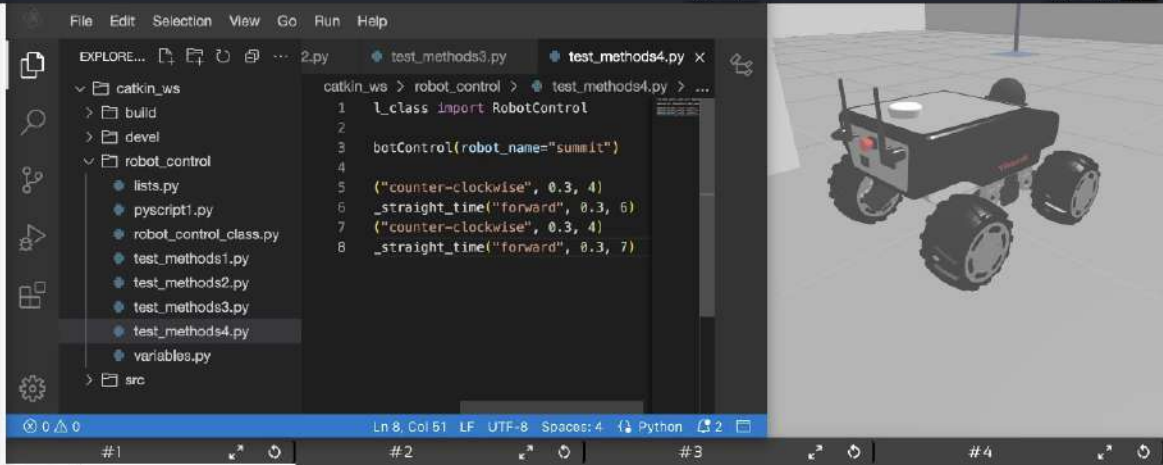 File Edit Selection View Go Run Help
EXPLORE... ... 2.py test_methods3.py test_methods4.py ×
catkin_ws
catkin_ws > robot_control > test_methods4.py > ...
build
devel
robot_control
lists.py
pyscript1.py
robot_control_class.py
test_methods1.py
test_methods2.py
test_methods3.py
test_methods4.py
variables.py
src
1 l_class import RobotControl
2
3 botControl(robot_name="summit")
4
5 ("counter-clockwise", 0.3, 4)
6 _straight_time("forward", 0.3, 6)
7 ("counter-clockwise", 0.3, 4)
8 _straight_time("forward", 0.3, 7)
0 0 Ln 8, Col 51 LF UTF-8 Spaces: 4 Python 2
#1 #2 #3 #4